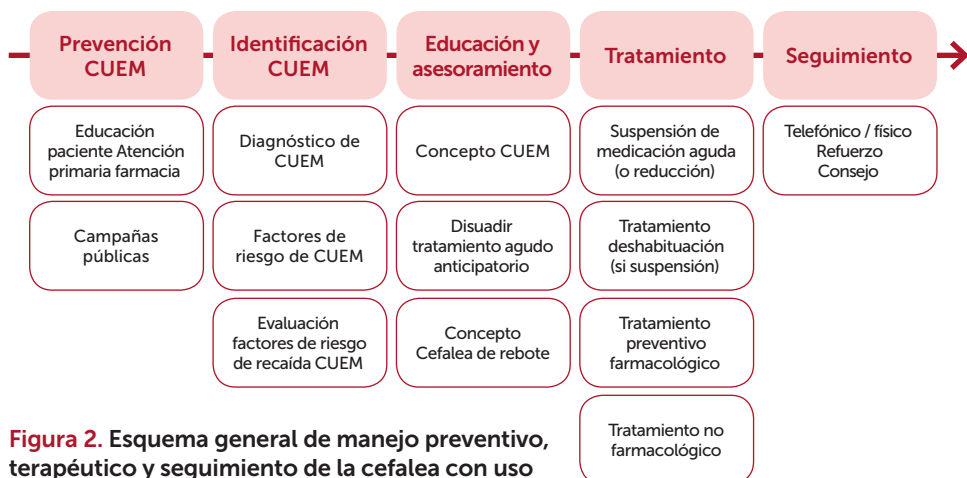 Prevención
CUEM
Identificación
CUEM
Educación y
asesoramiento
Tratamiento
Seguimiento
Educación
paciente Atención
primaria farmacia
Campañas
públicas
Diagnóstico de
CUEM
Factores de
riesgo de CUEM
Evaluación
factores de riesgo
de recaída CUEM
Concepto CUEM
Disuadir
tratamiento agudo
anticipatorio
Concepto
Cefalea de rebote
Suspensión de
medicación aguda
(o reducción)
Tratamiento
deshabituación
(si suspensión)
Tratamiento
preventivo
farmacológico
Tratamiento no
farmacológico
Telefónico / físico
Refuerzo
Consejo
Figura 2. Esquema general de manejo preventivo,
terapéutico y seguimiento de la cefalea con uso